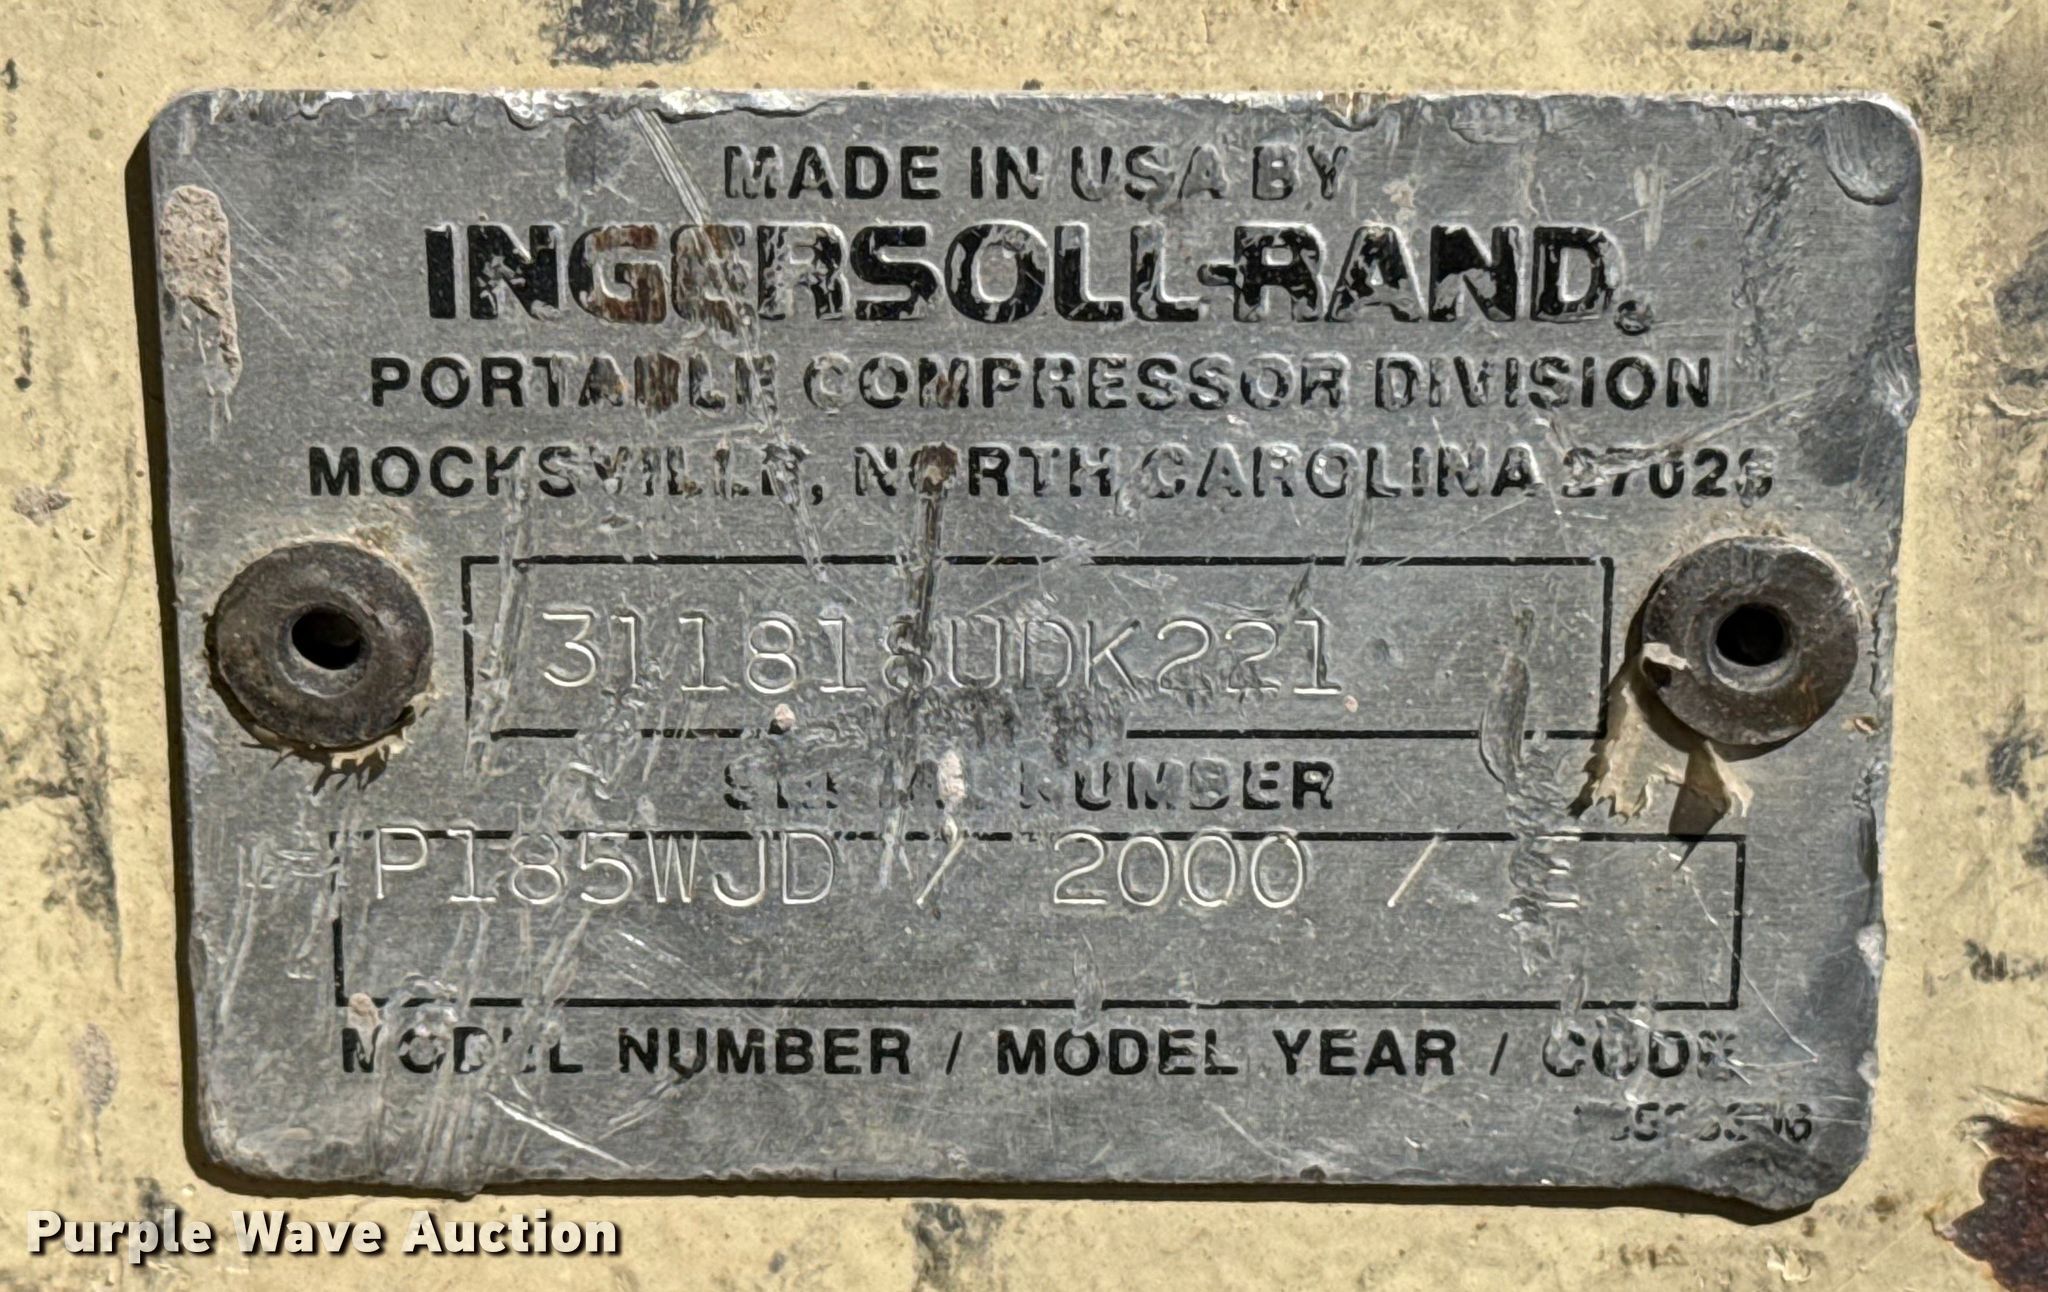 MADE IN USA BY
INGERSOLL-RAND®
PORTABLE COMPRESSOR DIVISION
MOCKSVILLE, NORTH CAROLINA 27028
311818UDK221
SERIAL NUMBER
P185WJD / 2000 / E
MODEL NUMBER / MODEL YEAR / CODE
Purple Wave Auction